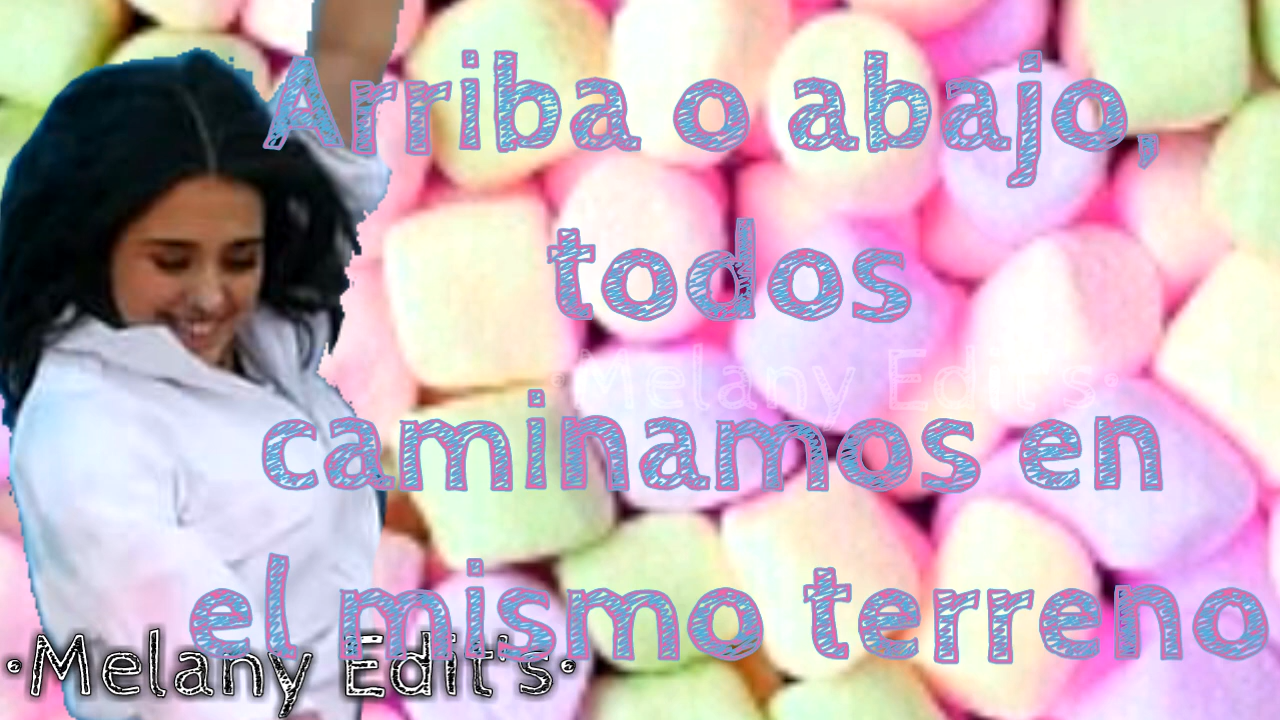 Arriba o abajo,
todos
•Melany Edit's•
caminamos en
el mismo terreno
•Melany Edit's•